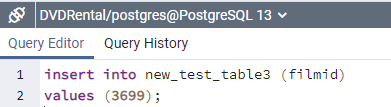 DVDRental/postgres@PostgreSQL 13
Query Editor Query History
1 insert into new_test_table3 (filmid)
2 values (3699);